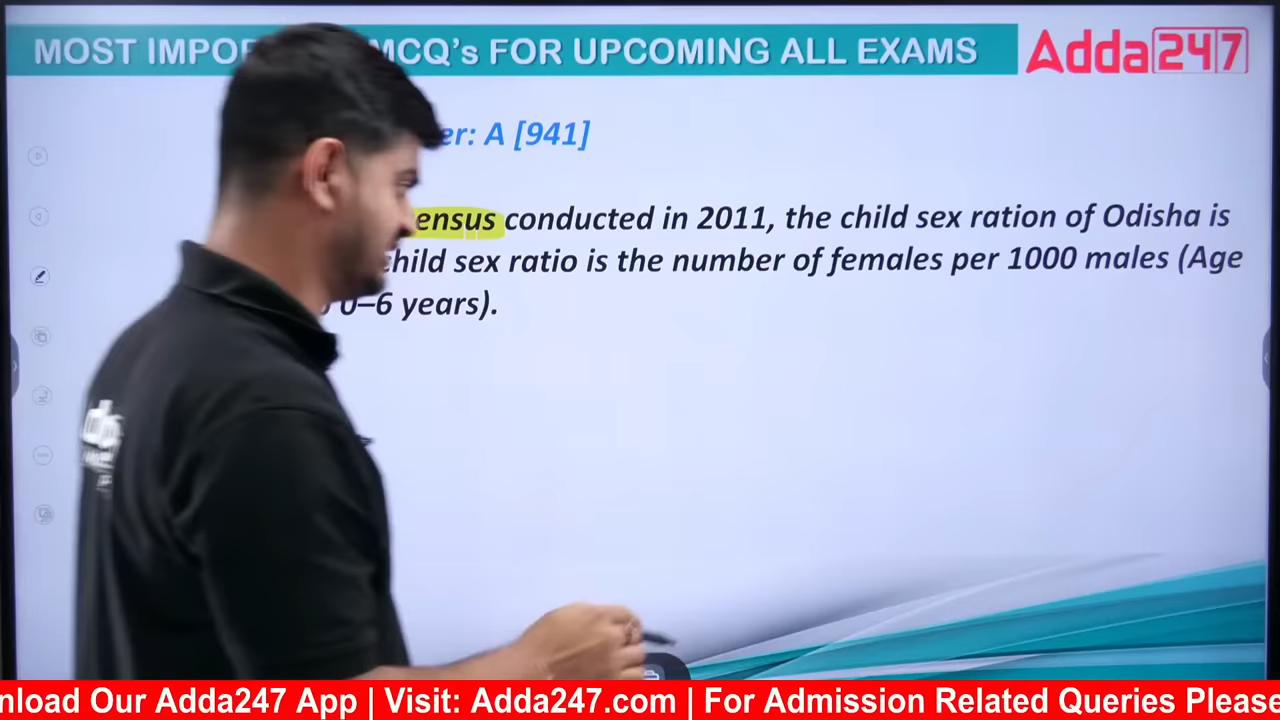 MOST IMPOR MCQ's FOR UPCOMING ALL EXAMS
Adda247
er: A [941]
ensus conducted in 2011, the child sex ration of Odisha is
child sex ratio is the number of females per 1000 males (Age
0–6 years).
nload Our Adda247 App | Visit: Adda247.com | For Admission Related Queries Please